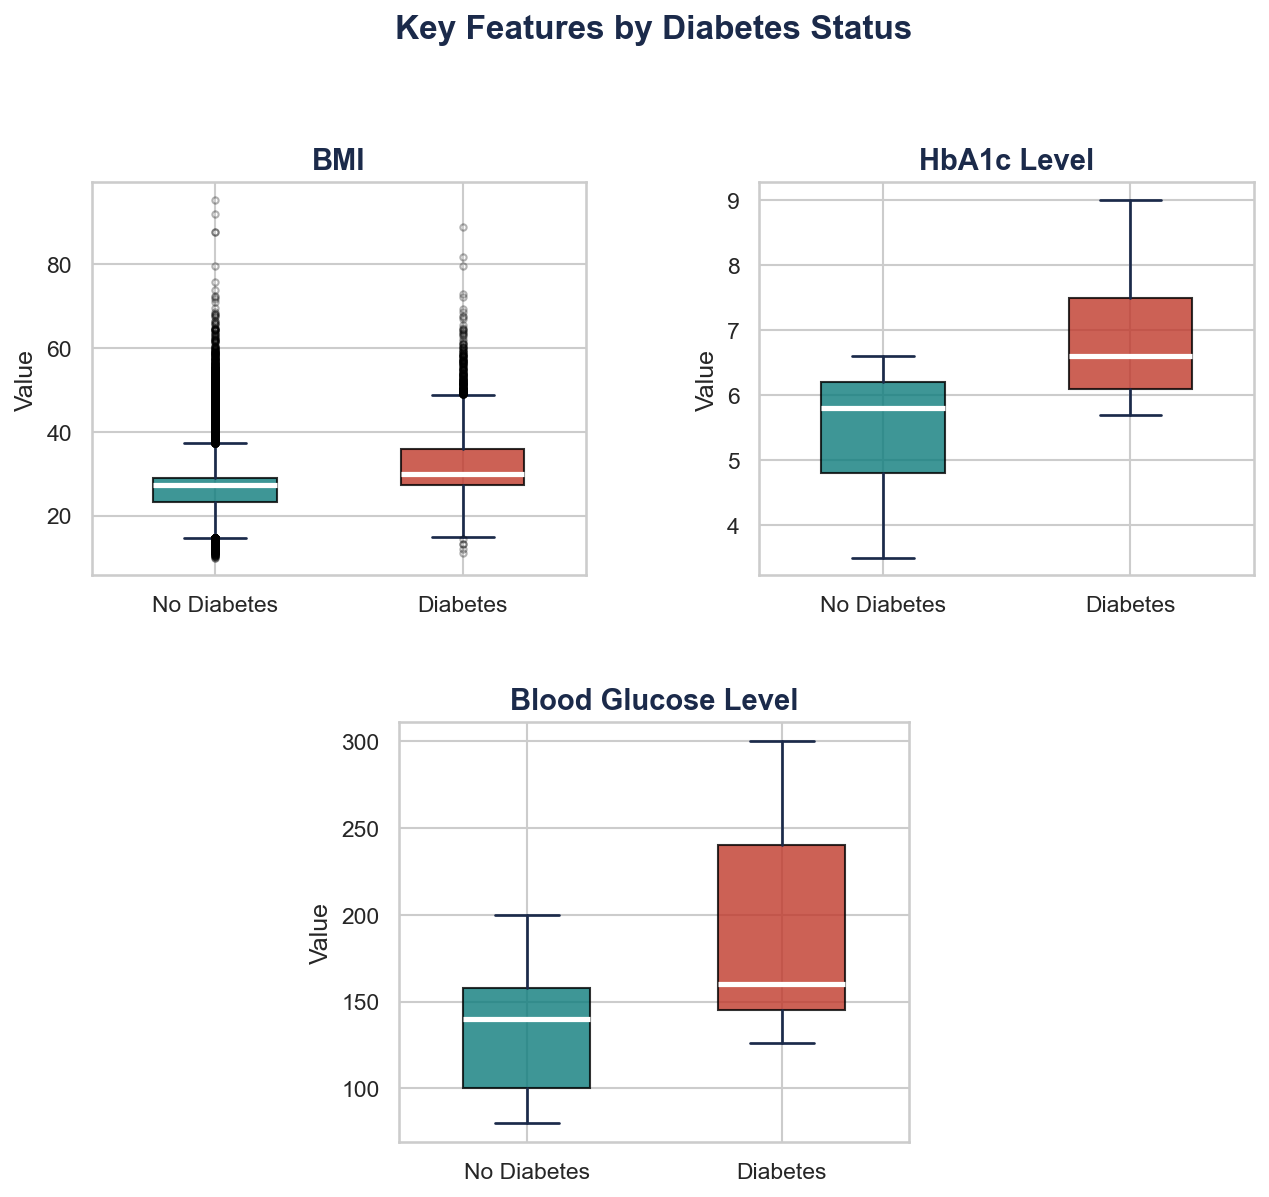 Key Features by Diabetes Status
BMI
Value
80
60
40
20
No Diabetes
Diabetes
HbA1c Level
Value
9
8
7
6
5
4
No Diabetes
Diabetes
Blood Glucose Level
Value
300
250
200
150
100
No Diabetes
Diabetes